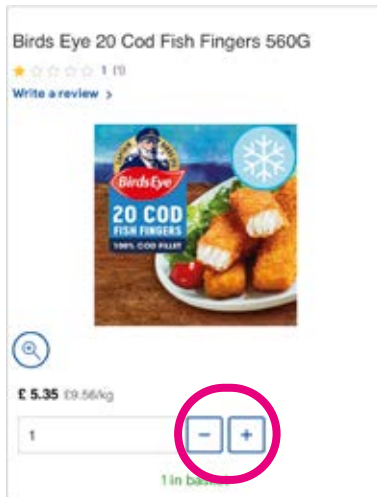 Birds Eye 20 Cod Fish Fingers 560G
1 (1)
Write a review >
Birds Eye
20 COD
FISH FINGERS
100% COD FILLET
£ 5.35 £9.56/kg
1
− +
1 in